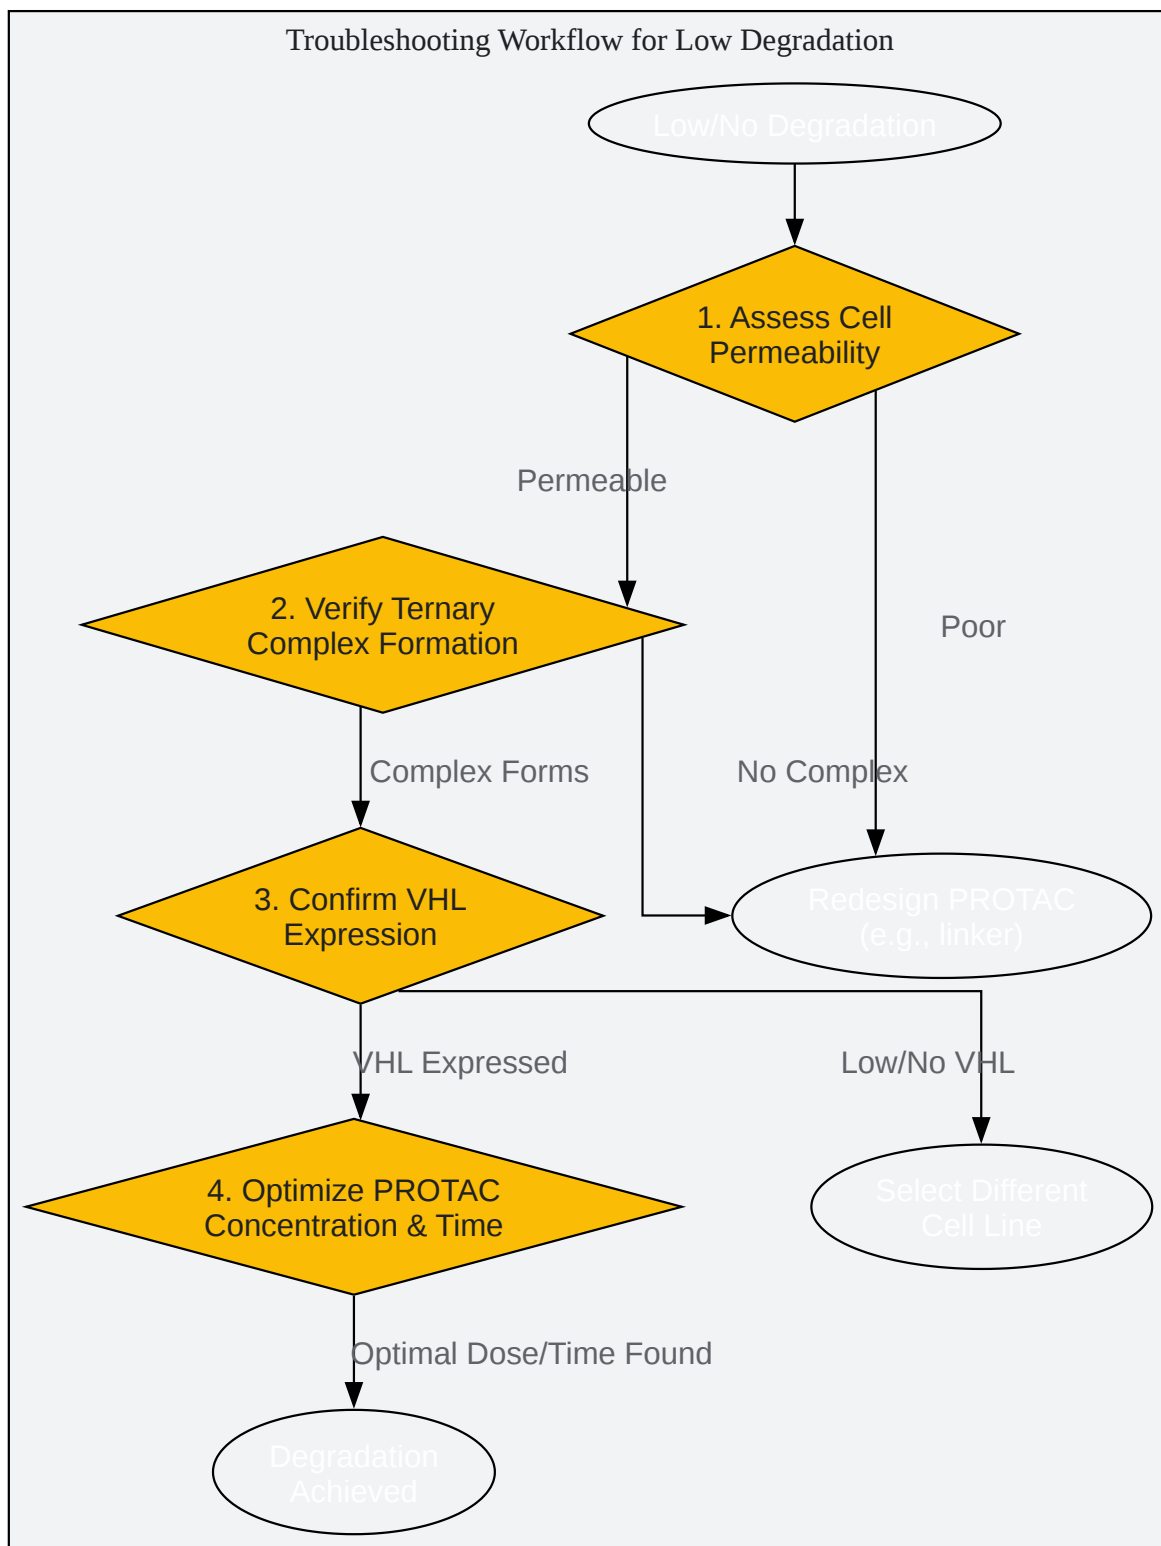 Troubleshooting Workflow for Low Degradation
Low/No Degradation
1. Assess Cell
Permeability
Permeable
Poor
2. Verify Ternary
Complex Formation
Complex Forms
No Complex
3. Confirm VHL
Expression
Redesign PROTAC
(e.g., linker)
VHL Expressed
Low/No VHL
4. Optimize PROTAC
Concentration & Time
Select Different
Cell Line
Optimal Dose/Time Found
Degradation
Achieved